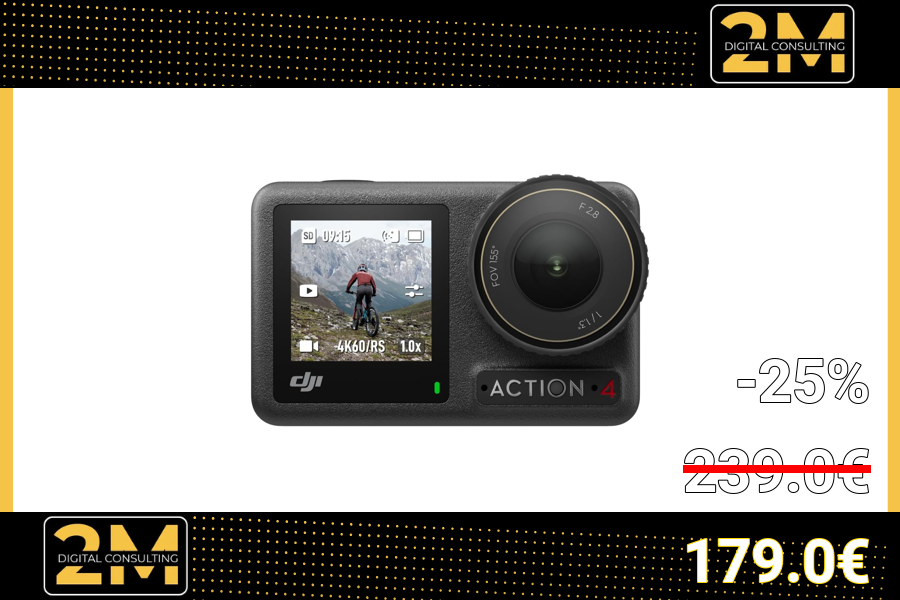 2M
DIGITAL CONSULTING
SD 09:15
4K60/RS 1.0x
dji
F 2.8
FOV 155°
1/1.3"
ACTION 4
-25%
239.0€
2M
DIGITAL CONSULTING
179.0€